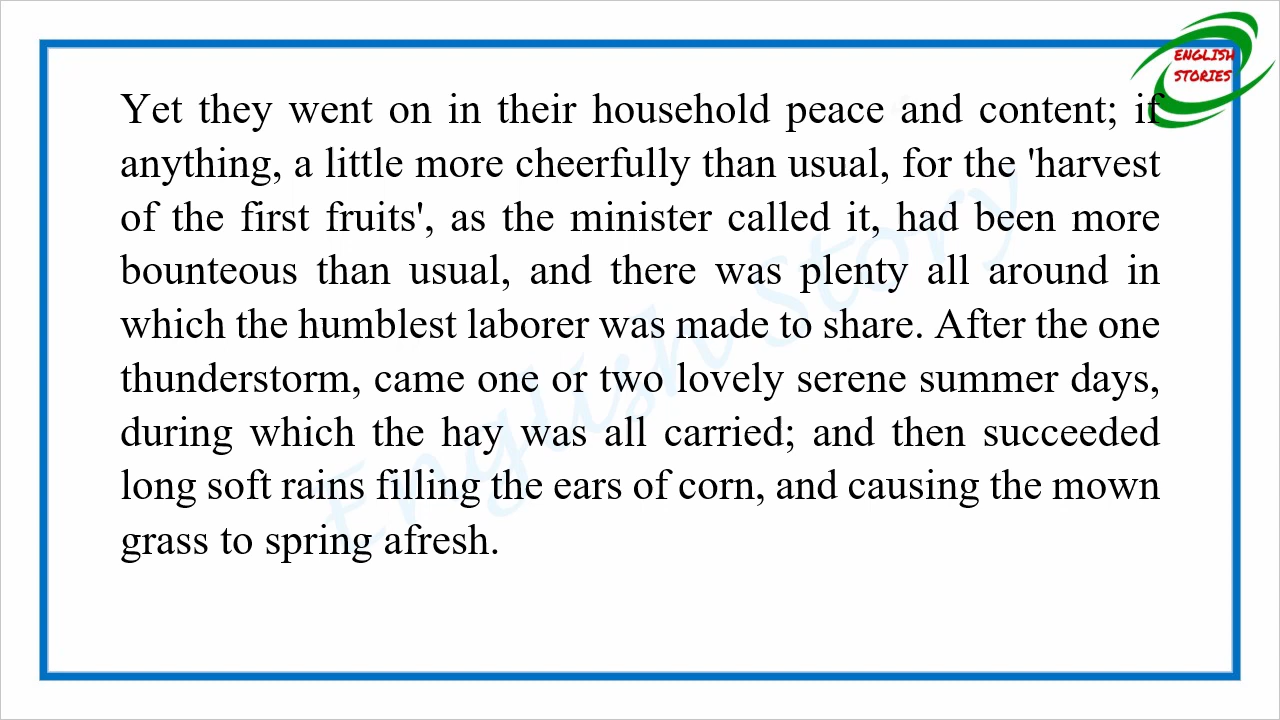 ENGLISH
STORIES
Yet they went on in their household peace and content; if
anything, a little more cheerfully than usual, for the 'harvest
of the first fruits', as the minister called it, had been more
bounteous than usual, and there was plenty all around in
which the humblest laborer was made to share. After the one
thunderstorm, came one or two lovely serene summer days,
during which the hay was all carried; and then succeeded
long soft rains filling the ears of corn, and causing the mown
grass to spring afresh.
English Story